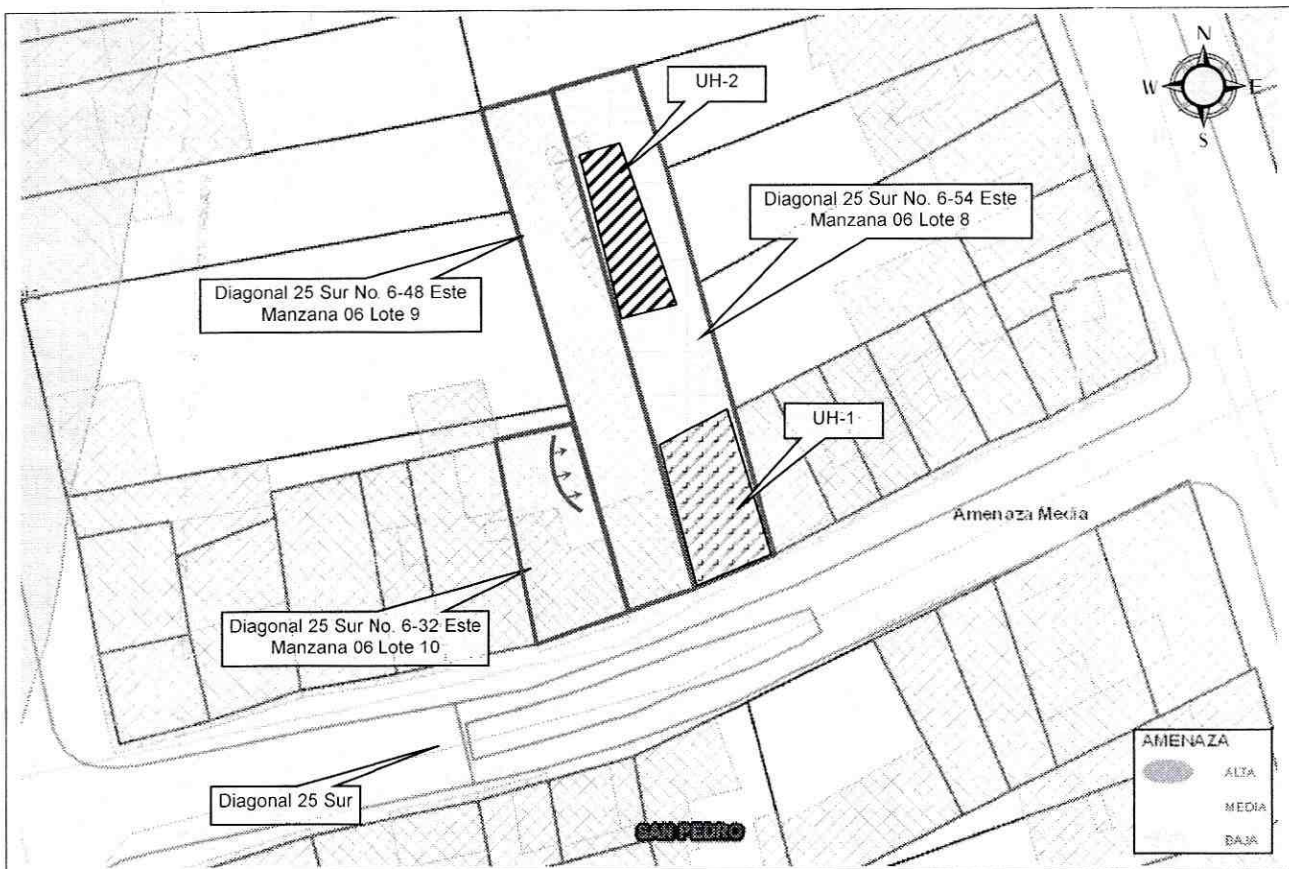 N
W E
S
UH-2
Diagonal 25 Sur No. 6-54 Este
Manzana 06 Lote 8
Diagonal 25 Sur No. 6-48 Este
Manzana 06 Lote 9
UH-1
Amenaza Media
Diagonal 25 Sur No. 6-32 Este
Manzana 06 Lote 10
Diagonal 25 Sur
SAN PEDRO
AMENAZA
ALTA
MEDIA
BAJA